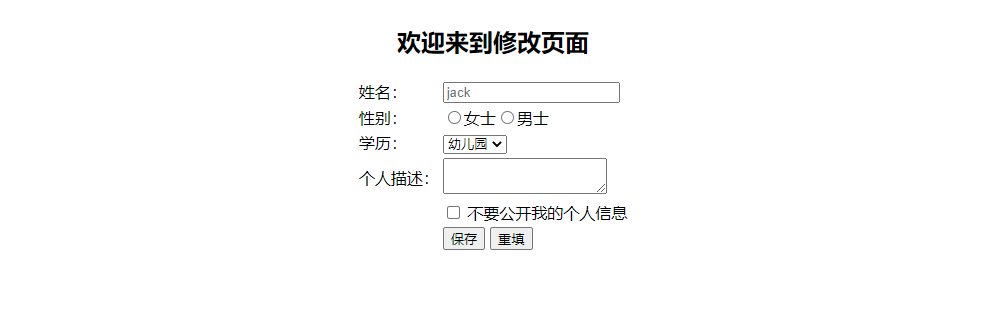 欢迎来到修改页面
姓名： jack
性别： 女士 男士
学历： 幼儿园
个人描述：
不要公开我的个人信息
保存 重填